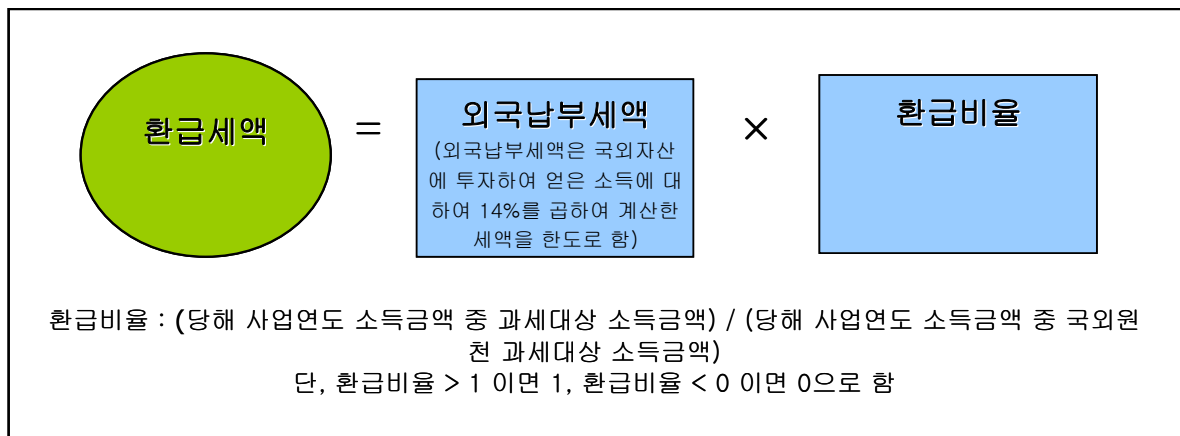 환급세액
=
외국납부세액
(외국납부세액은 국외자산
에 투자하여 얻은 소득에 대
하여 14%를 곱하여 계산한
세액을 한도로 함)
×
환급비율
환급비율 : (당해 사업연도 소득금액 중 과세대상 소득금액) / (당해 사업연도 소득금액 중 국외원
천 과세대상 소득금액)
단, 환급비율 > 1 이면 1, 환급비율 < 0 이면 0으로 함